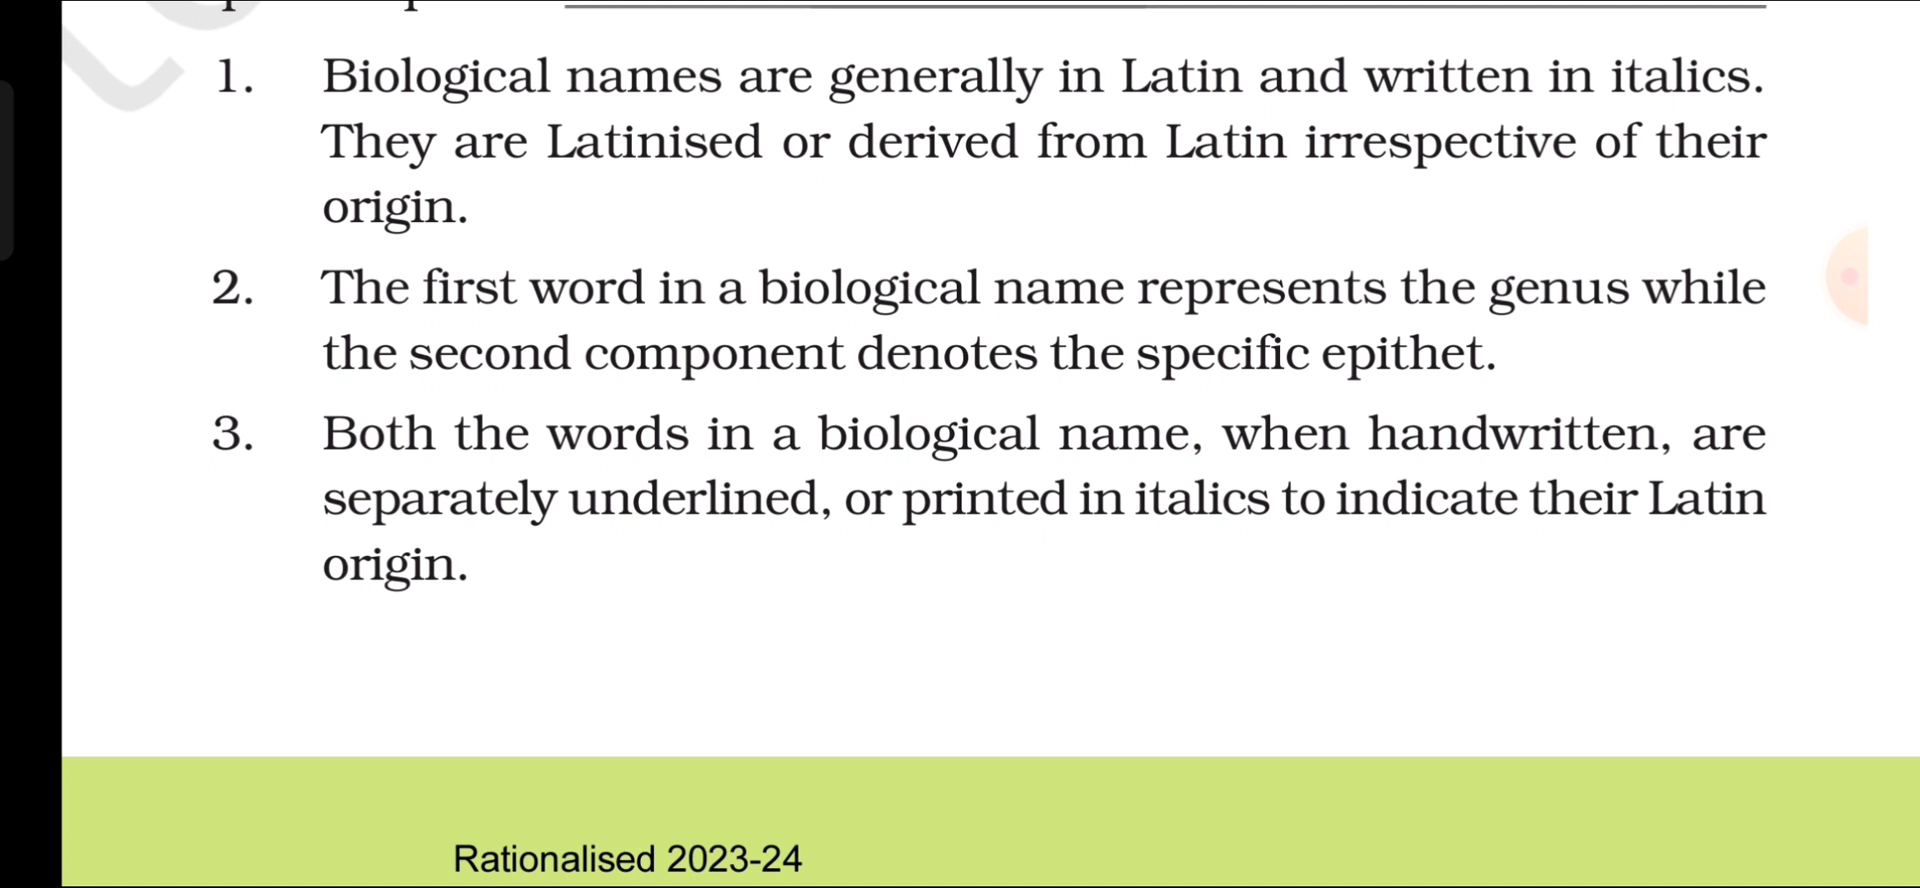 1. Biological names are generally in Latin and written in italics.
They are Latinised or derived from Latin irrespective of their
origin.
2. The first word in a biological name represents the genus while
the second component denotes the specific epithet.
3. Both the words in a biological name, when handwritten, are
separately underlined, or printed in italics to indicate their Latin
origin.
Rationalised 2023-24